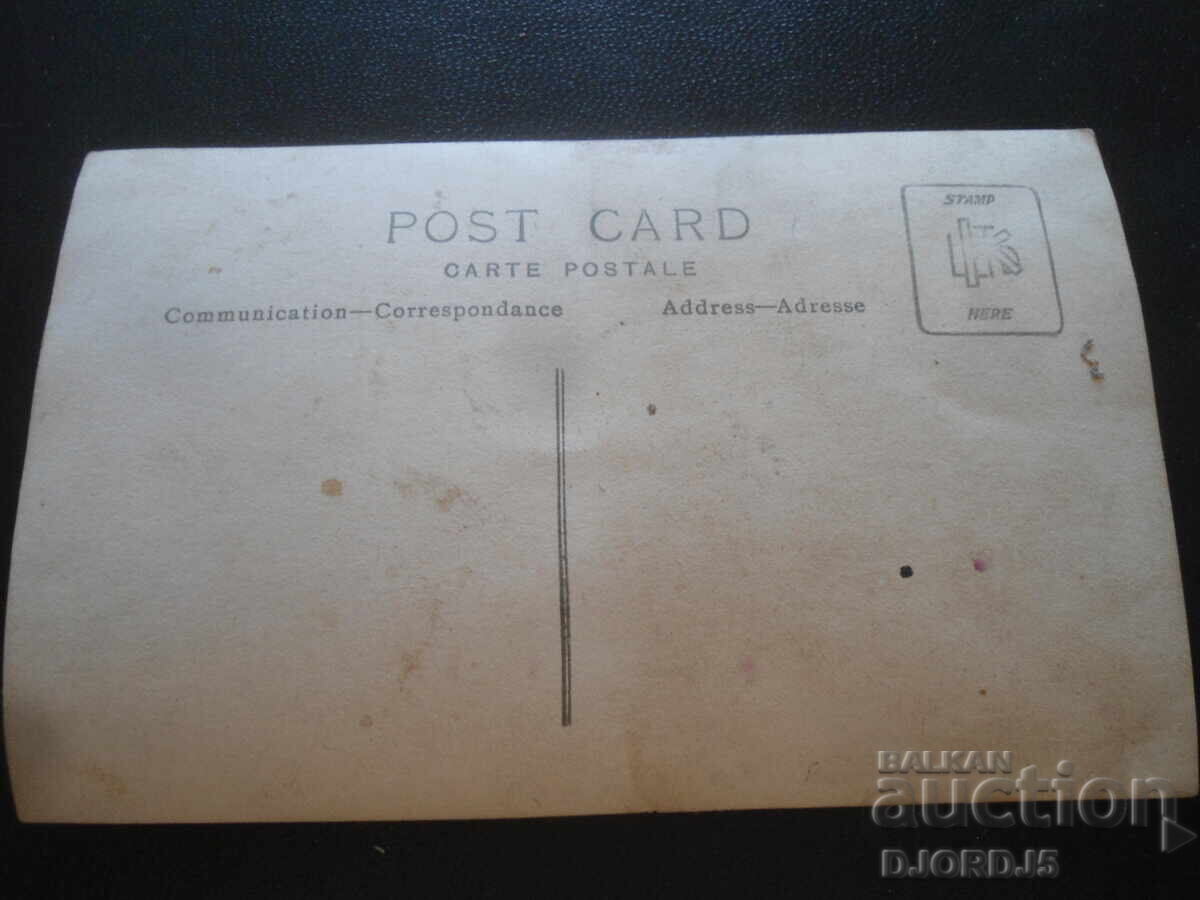 POST CARD
CARTE POSTALE
Communication—Correspondance
Address—Adresse
STAMP
HERE
BALKAN
auction
DJORDJ5